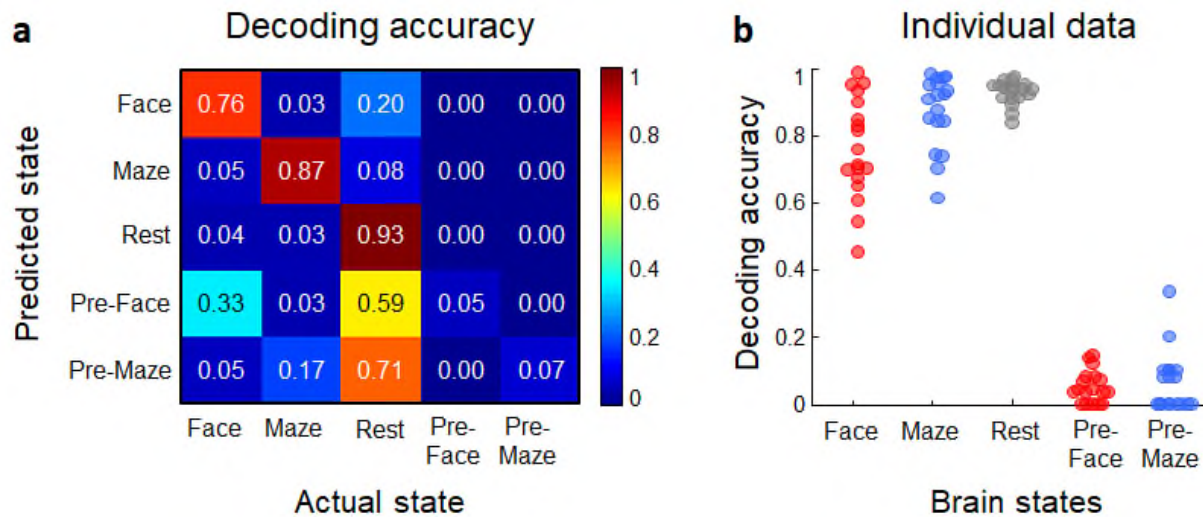 a
Decoding accuracy
Predicted state
Face
0.76 0.03 0.20 0.00 0.00
Maze
0.05 0.87 0.08 0.00 0.00
Rest
0.04 0.03 0.93 0.00 0.00
Pre-Face
0.33 0.03 0.59 0.05 0.00
Pre-Maze
0.05 0.17 0.71 0.00 0.07
Face Maze Rest Pre-Face Pre-Maze
Actual state
1
0.8
0.6
0.4
0.2
0
b
Individual data
Decoding accuracy
1
0.8
0.6
0.4
0.2
0
Face Maze Rest Pre-Face Pre-Maze
Brain states